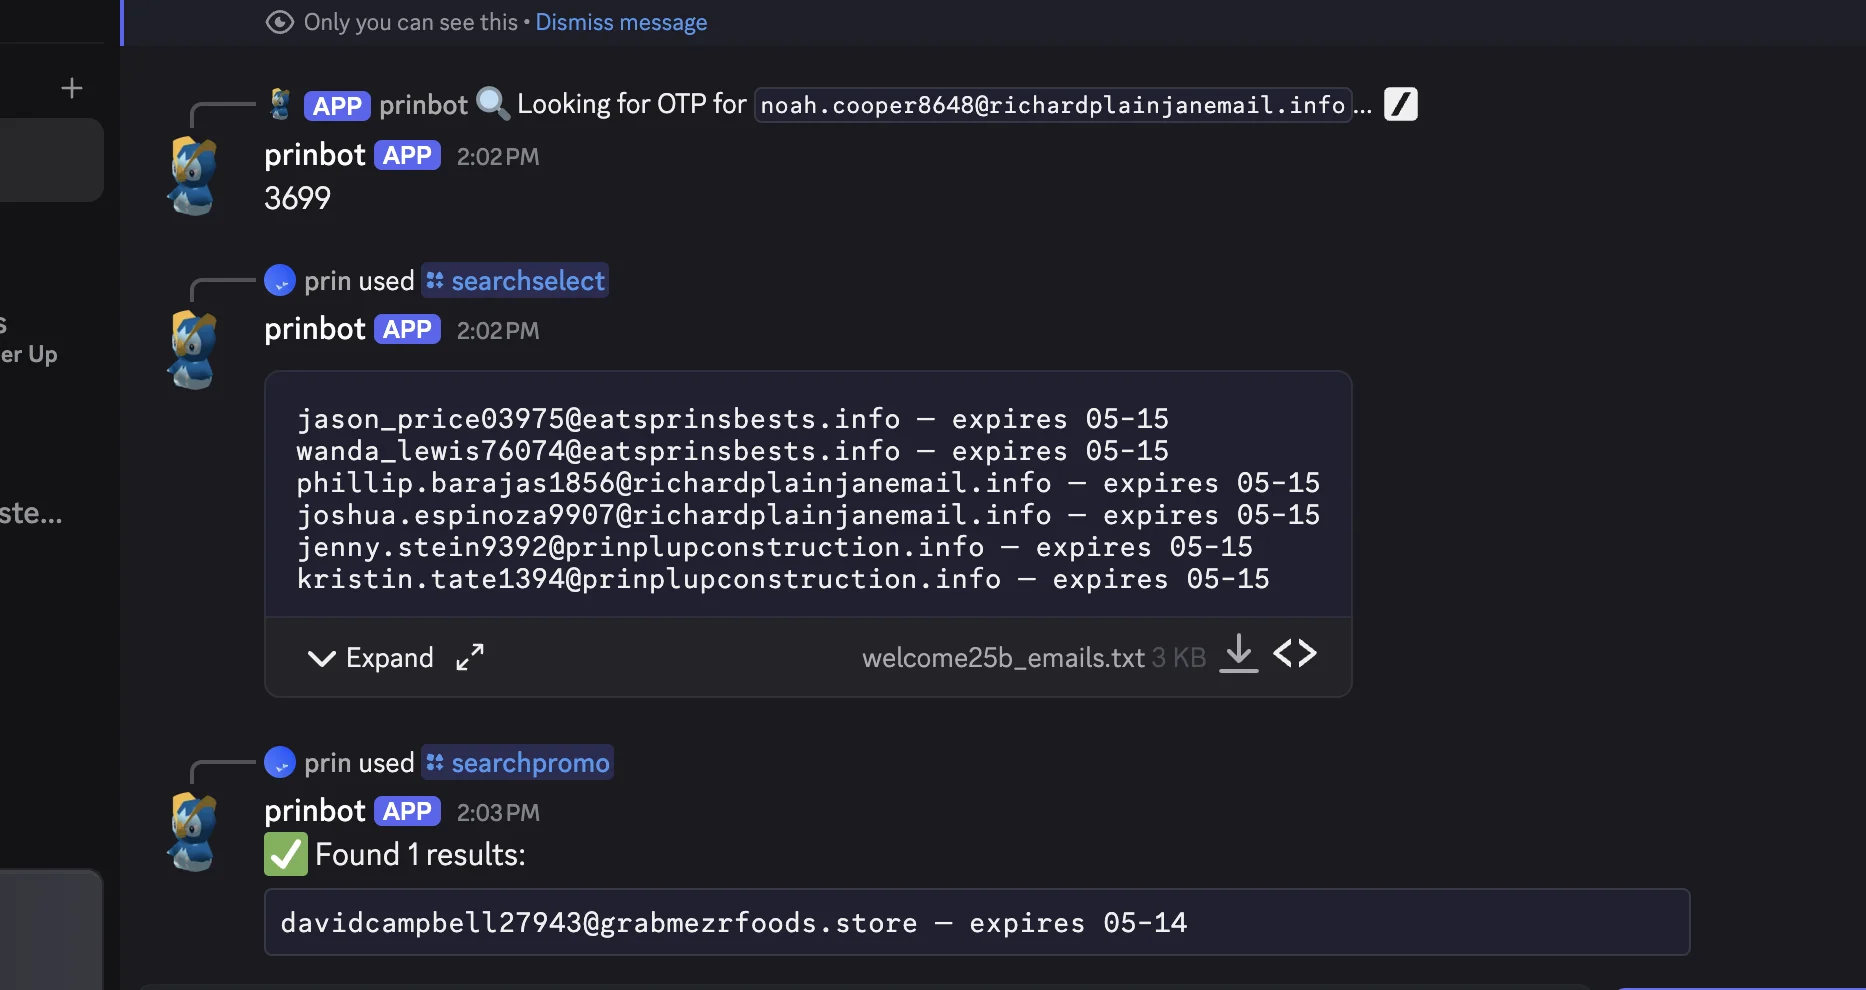 Only you can see this • Dismiss message
APP prinbot 🔍 Looking for OTP for noah.cooper8648@richardplainjanemail.info...
prinbot APP 2:02 PM
3699
prin used searchselect
prinbot APP 2:02 PM
s
er Up
jason_price03975@eatsprinsbests.info — expires 05-15
wanda_lewis76074@eatsprinsbests.info — expires 05-15
phillip.barajas1856@richardplainjanemail.info — expires 05-15
joshua.espinoza9907@richardplainjanemail.info — expires 05-15
ste...
jenny.stein9392@prinplupconstruction.info — expires 05-15
kristin.tate1394@prinplupconstruction.info — expires 05-15
Expand welcome25b_emails.txt 3 KB
prin used searchpromo
prinbot APP 2:03 PM
✅ Found 1 results:
davidcampbell27943@grabmezrfoods.store — expires 05-14